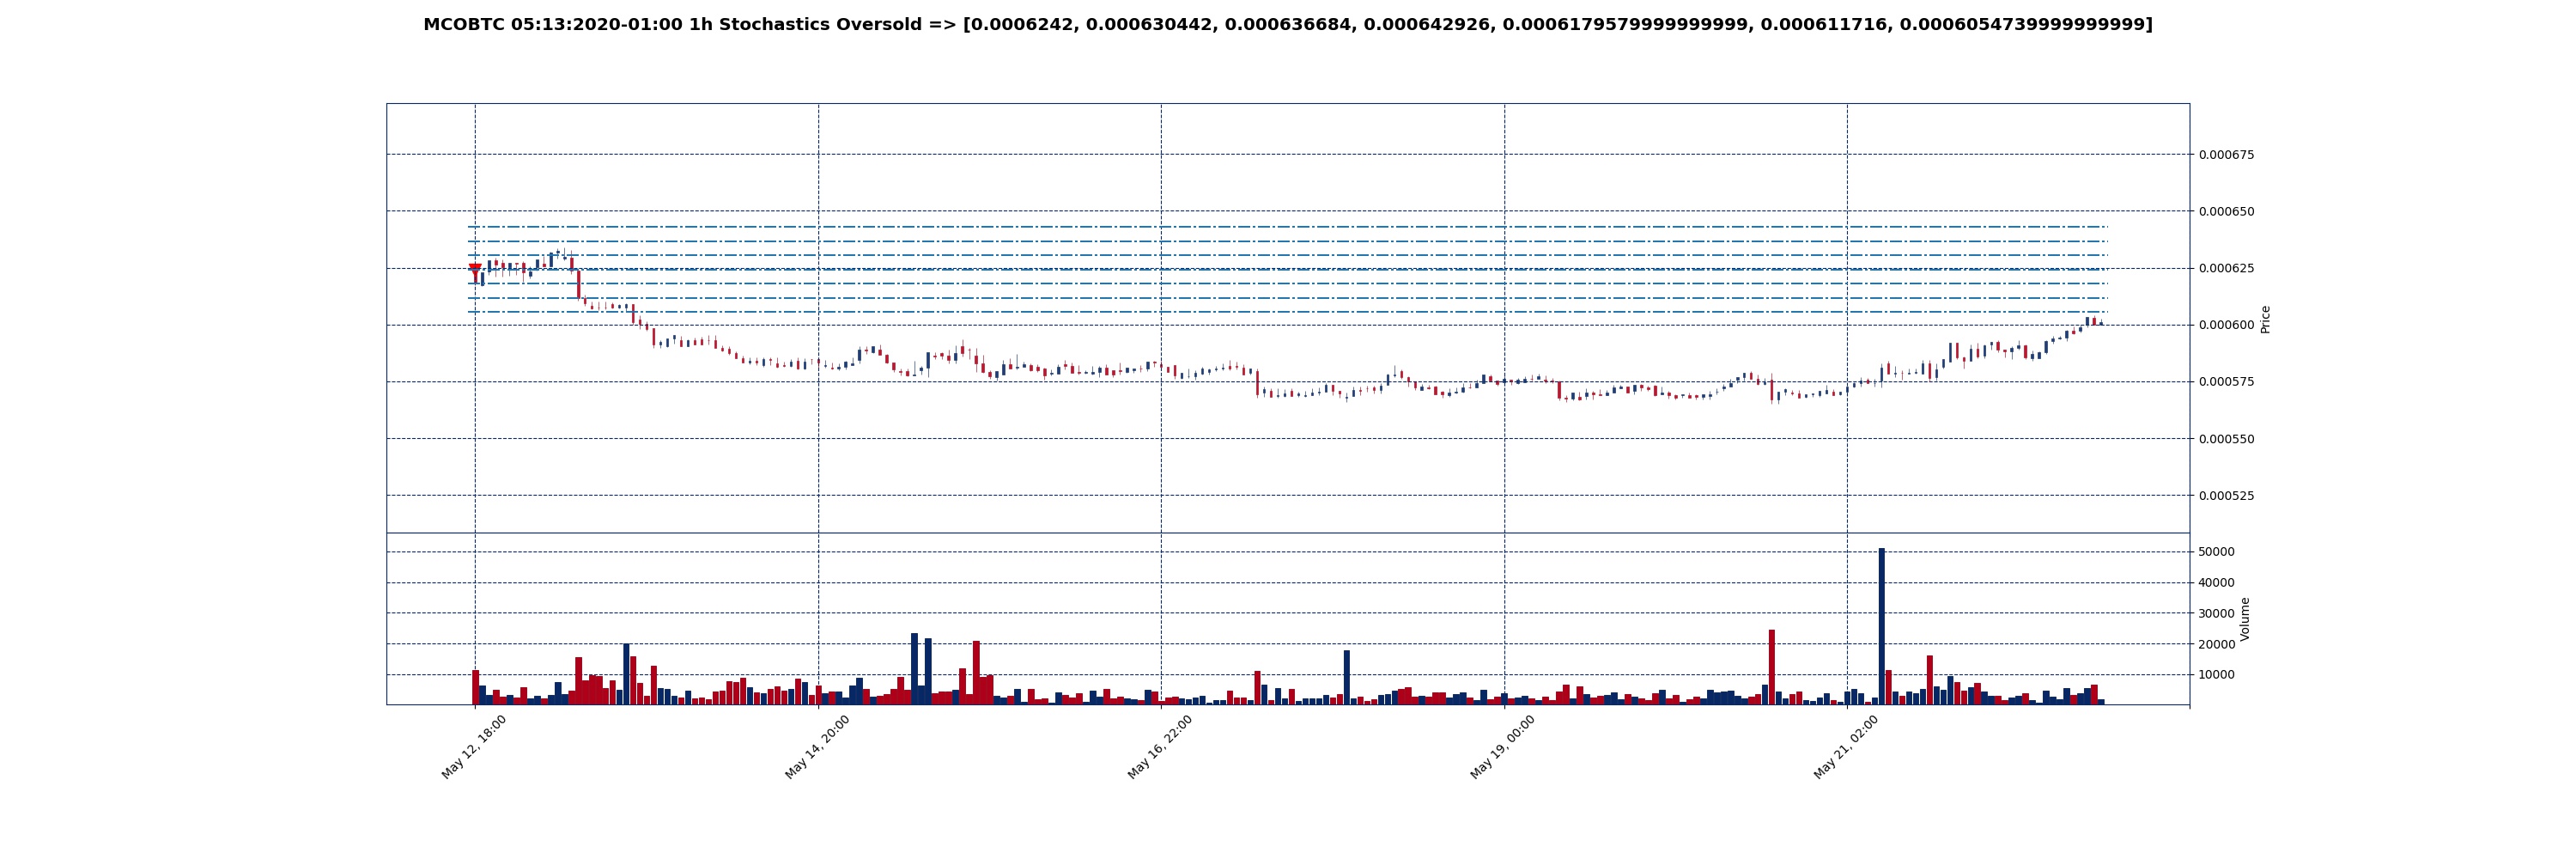 MCOBTC 05:13:2020-01:00 1h Stochastics Oversold => [0.0006242, 0.000630442, 0.000636684, 0.000642926, 0.0006179579999999999, 0.000611716, 0.0006054739999999999]
0.000675
0.000650
0.000625
0.000600
0.000575
0.000550
0.000525
Price
50000
40000
30000
20000
10000
Volume
May 12, 18:00
May 14, 20:00
May 16, 22:00
May 19, 00:00
May 21, 02:00